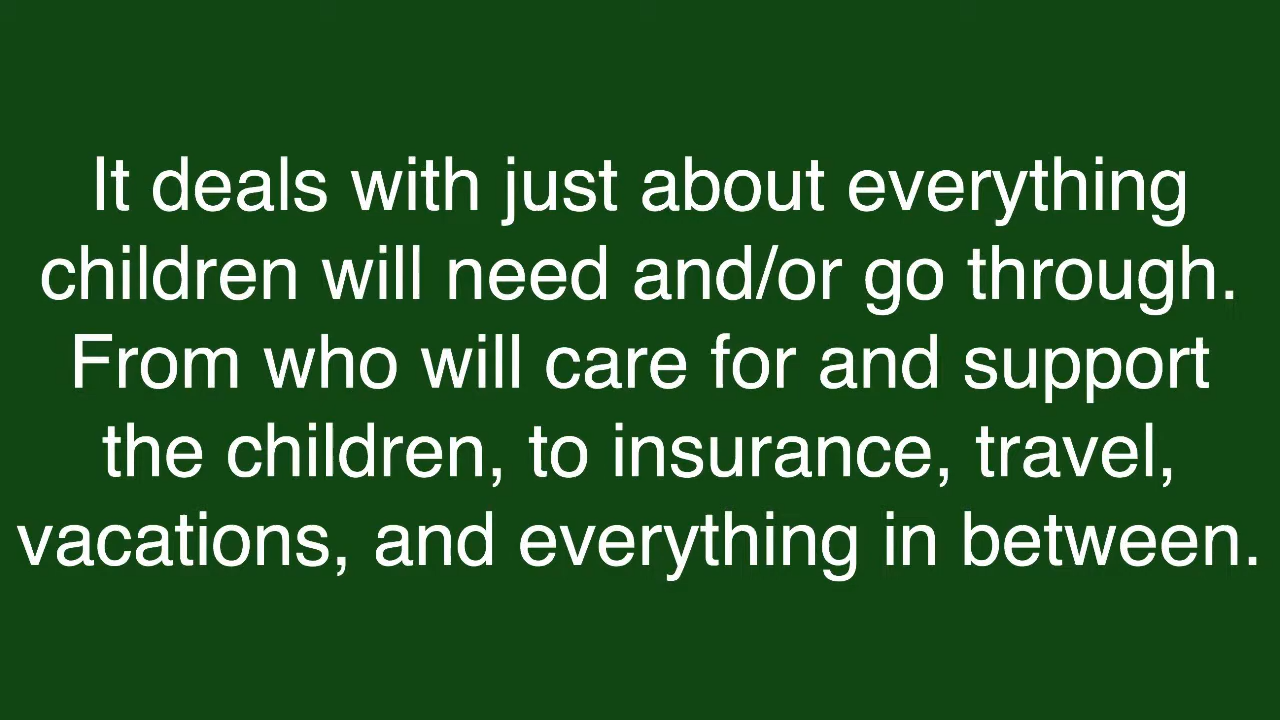 It deals with just about everything
children will need and/or go through.
From who will care for and support
the children, to insurance, travel,
vacations, and everything in between.